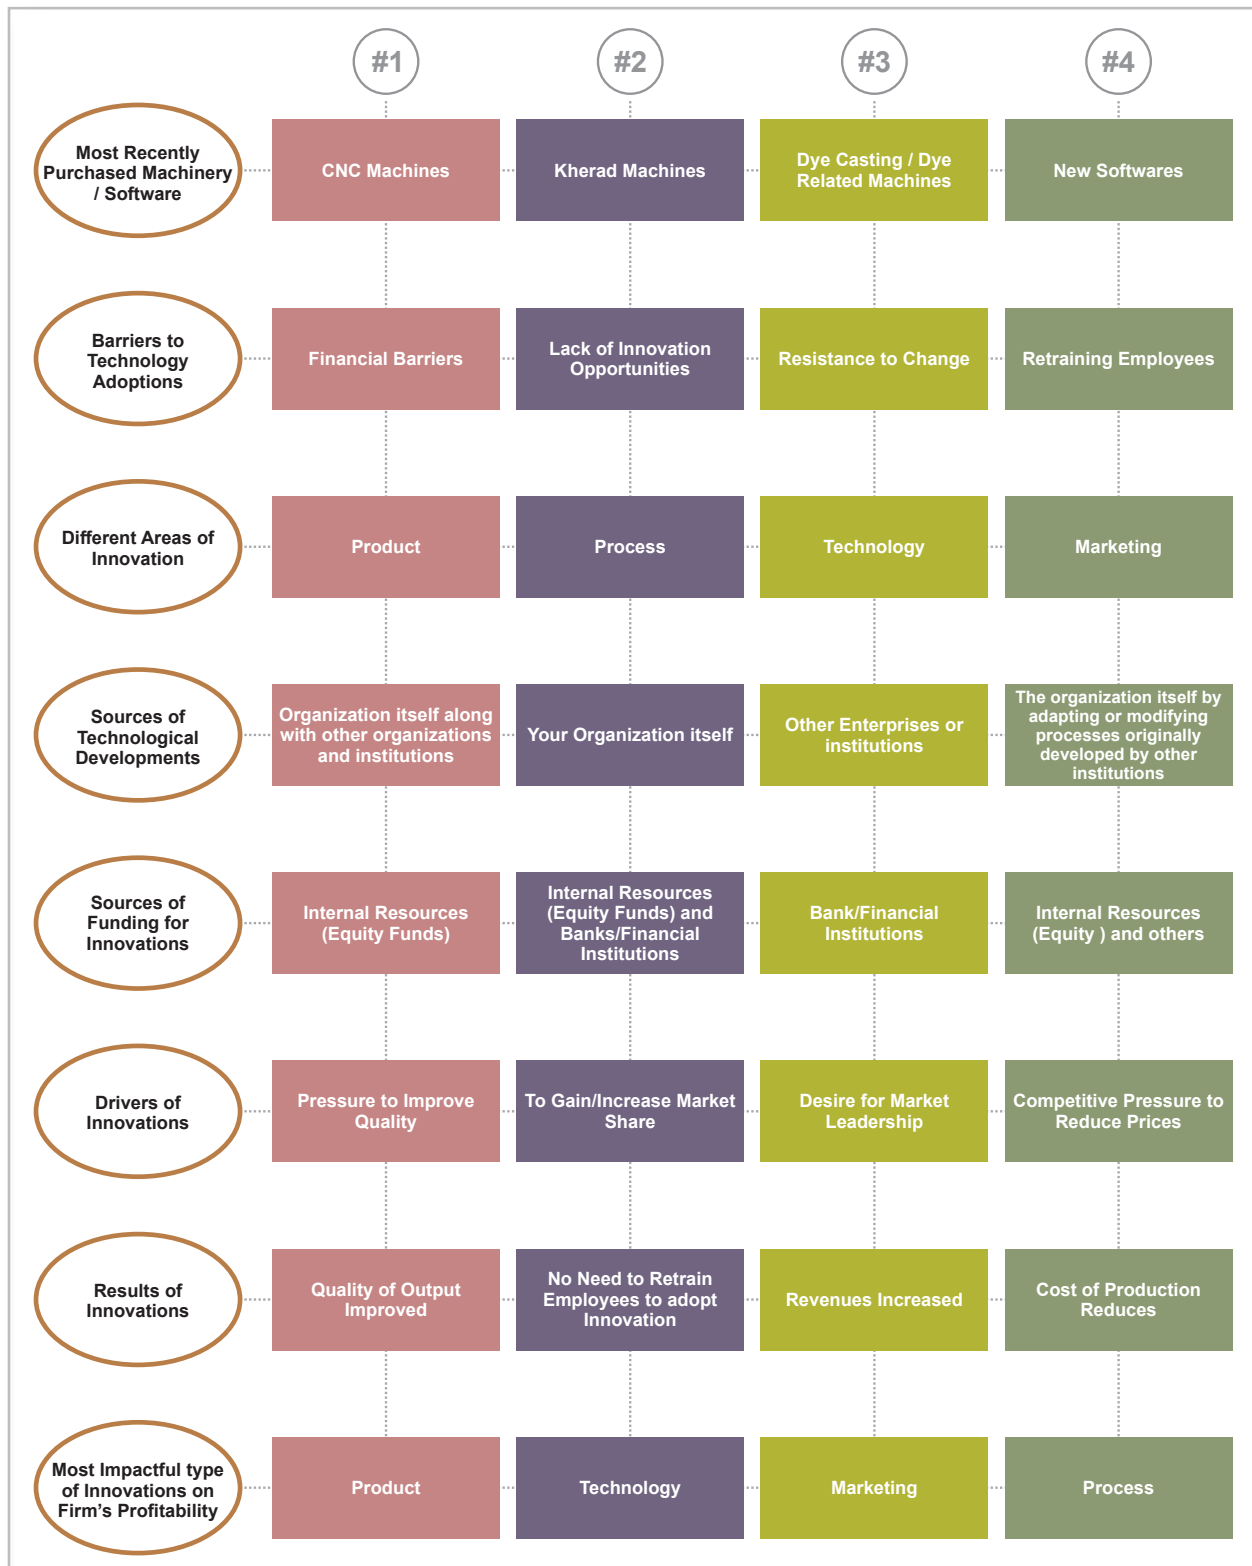 #1
#2
#3
#4
Most Recently
Purchased Machinery
/ Software
CNC Machines
Kherad Machines
Dye Casting / Dye
Related Machines
New Softwares
Barriers to
Technology
Adoptions
Financial Barriers
Lack of Innovation
Opportunities
Resistance to Change
Retraining Employees
Different Areas of
Innovation
Product
Process
Technology
Marketing
Sources of
Technological
Developments
Organization itself along
with other organizations
and institutions
Your Organization itself
Other Enterprises or
institutions
The organization itself by
adapting or modifying
processes originally
developed by other
institutions
Sources of
Funding for
Innovations
Internal Resources
(Equity Funds)
Internal Resources
(Equity Funds) and
Banks/Financial
Institutions
Bank/Financial
Institutions
Internal Resources
(Equity ) and others
Drivers of
Innovations
Pressure to Improve
Quality
To Gain/Increase Market
Share
Desire for Market
Leadership
Competitive Pressure to
Reduce Prices
Results of
Innovations
Quality of Output
Improved
No Need to Retrain
Employees to adopt
Innovation
Revenues Increased
Cost of Production
Reduces
Most Impactful type
of Innovations on
Firm's Profitability
Product
Technology
Marketing
Process